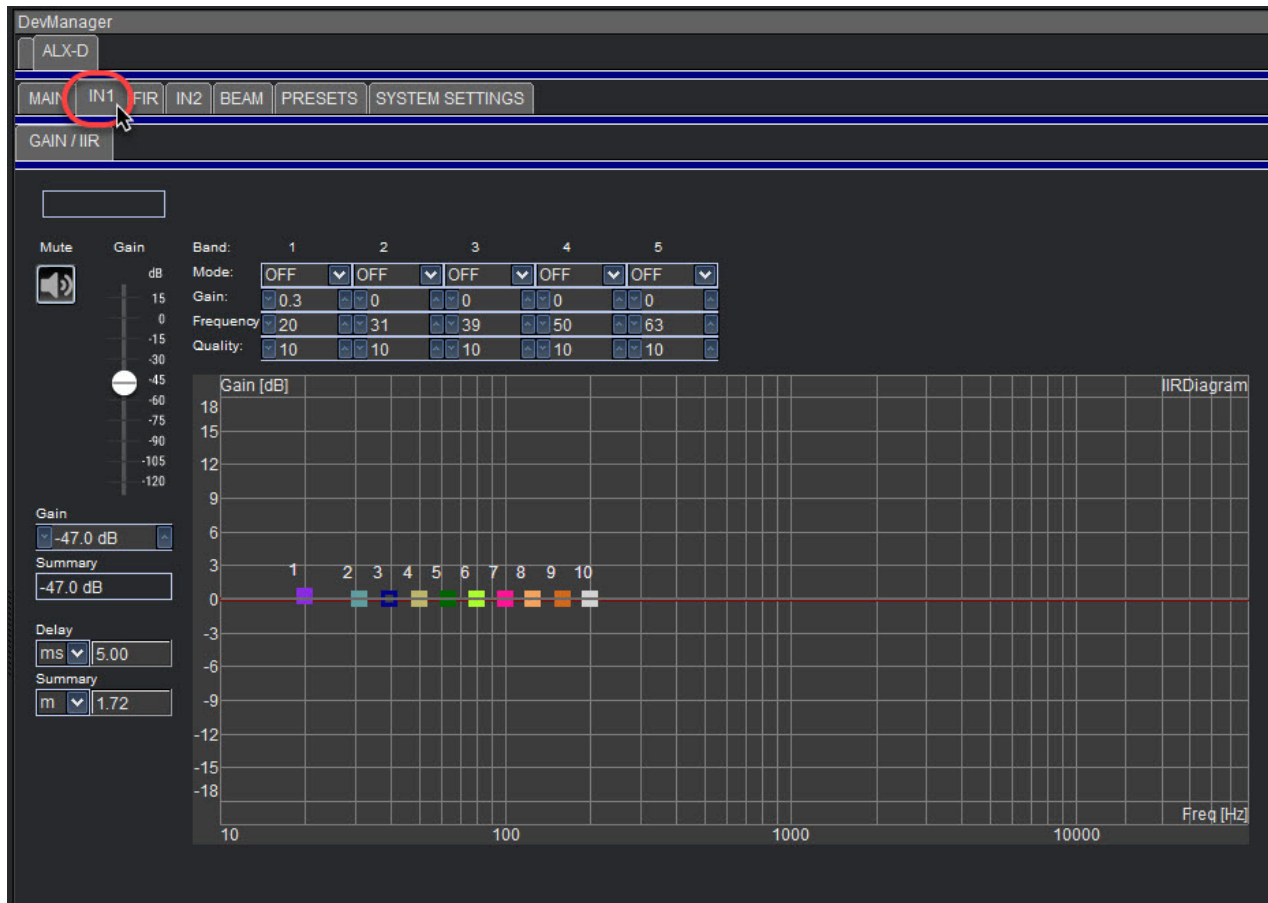 DevManager
ALX-D
MAIN IN1 FIR IN2 BEAM PRESETS SYSTEM SETTINGS
GAIN / IIR
Mute Gain Band: 1 2 3 4 5
dB Mode: OFF OFF OFF OFF OFF
15 Gain: 0.3 0 0 0 0
0 Frequency 20 31 39 50 63
-15 Quality: 10 10 10 10 10
-30
-45
-60
-75
-90
-105
-120
Gain
-47.0 dB
Summary
-47.0 dB
Delay
ms 5.00
Summary
m 1.72
Gain [dB] IIRDiagram
18
15
12
9
6
3
1 2 3 4 5 6 7 8 9 10
0
-3
-6
-9
-12
-15
-18
Freq [Hz]
10 100 1000 10000